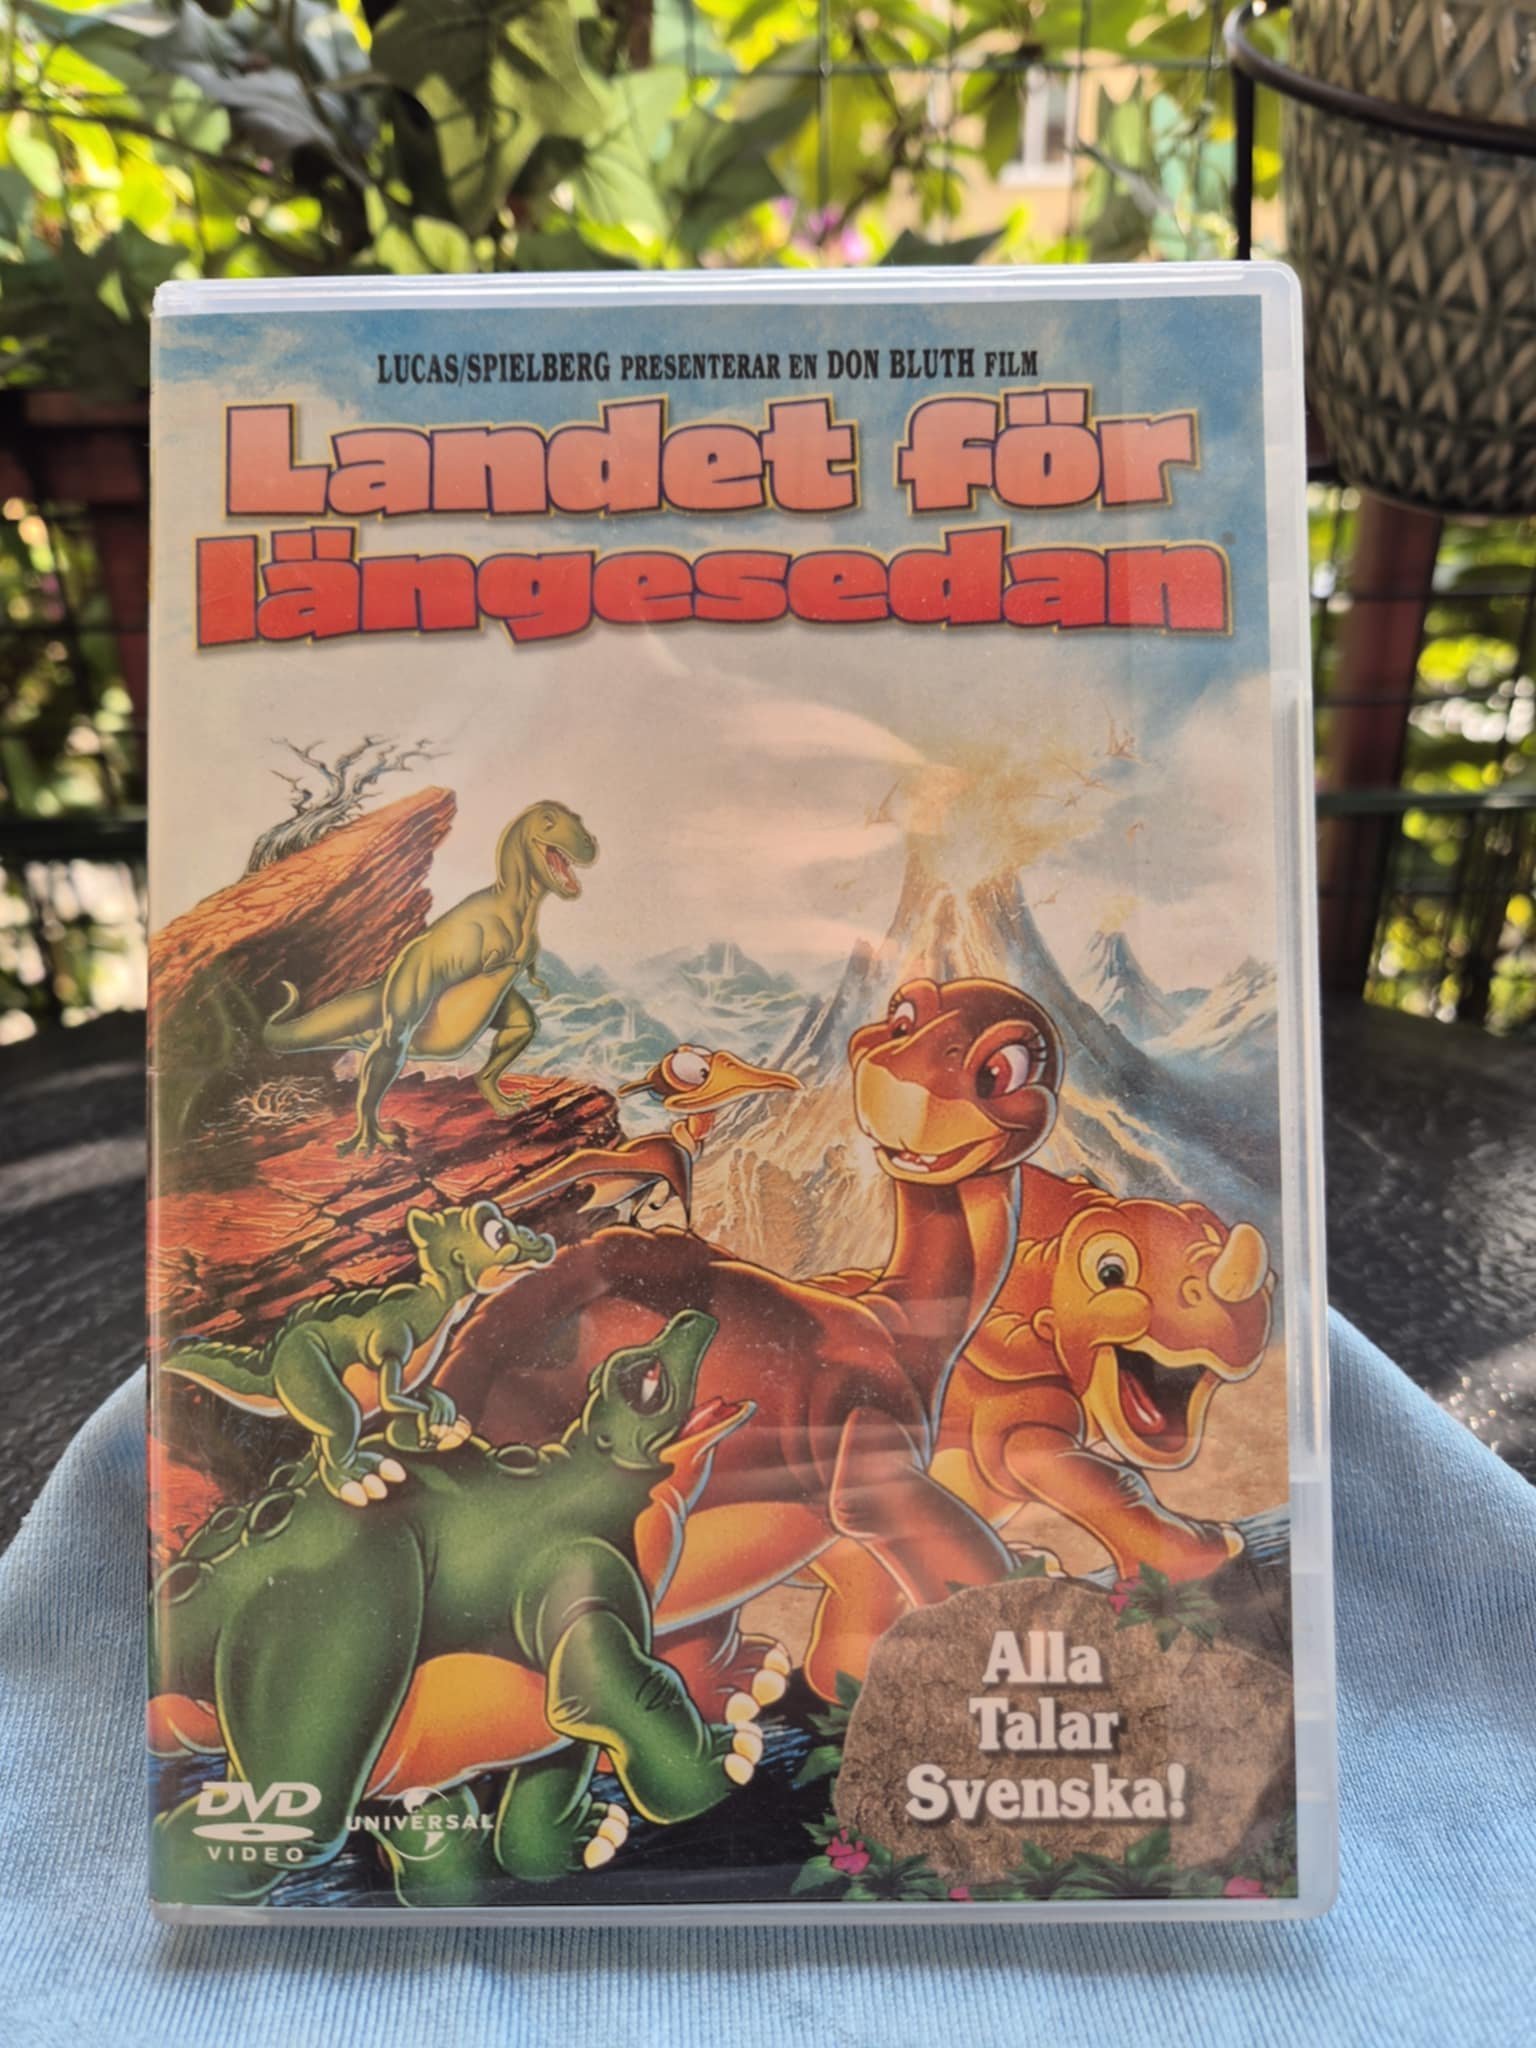 LUCAS/SPIELBERG PRESENTERAR EN DON BLUTH FILM
Landet för
längesedan
Alla
Talar
Svenska!
DVD
VIDEO
UNIVERSAL